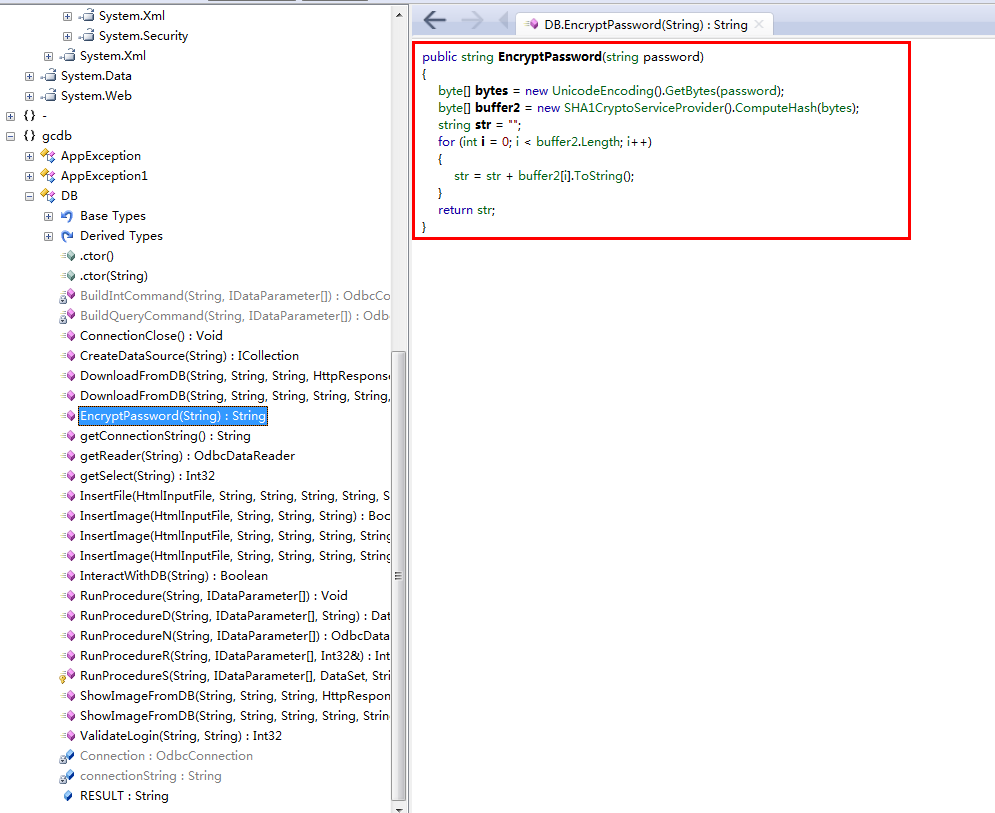 System.Xml
System.Security
System.Xml
System.Data
System.Web
{} -
{} gcdb
AppException
AppException1
DB
Base Types
Derived Types
.ctor()
.ctor(String)
BuildIntCommand(String, IDataParameter[]) : OdbcCo
BuildQueryCommand(String, IDataParameter[]) : Odb
ConnectionClose() : Void
CreateDataSource(String) : ICollection
DownloadFromDB(String, String, String, HttpResponse
DownloadFromDB(String, String, String, String, String,
EncryptPassword(String) : String
getConnectionString() : String
getReader(String) : OdbcDataReader
getSelect(String) : Int32
InsertFile(HtmlInputFile, String, String, String, String, S
InsertImage(HtmlInputFile, String, String, String) : Boo
InsertImage(HtmlInputFile, String, String, String, String
InsertImage(HtmlInputFile, String, String, String, String
InteractWithDB(String) : Boolean
RunProcedure(String, IDataParameter[]) : Void
RunProcedureD(String, IDataParameter[], String) : Dat
RunProcedureN(String, IDataParameter[]) : OdbcData
RunProcedureR(String, IDataParameter[], Int32&) : Int
RunProcedureS(String, IDataParameter[], DataSet, Stri
ShowImageFromDB(String, String, String, HttpRespon
ShowImageFromDB(String, String, String, String, Strin
ValidateLogin(String, String) : Int32
Connection : OdbcConnection
connectionString : String
RESULT : String
DB.EncryptPassword(String) : String
public string EncryptPassword(string password)
{
byte[] bytes = new UnicodeEncoding().GetBytes(password);
byte[] buffer2 = new SHA1CryptoServiceProvider().ComputeHash(bytes);
string str = "";
for (int i = 0; i < buffer2.Length; i++)
{
str = str + buffer2[i].ToString();
}
return str;
}